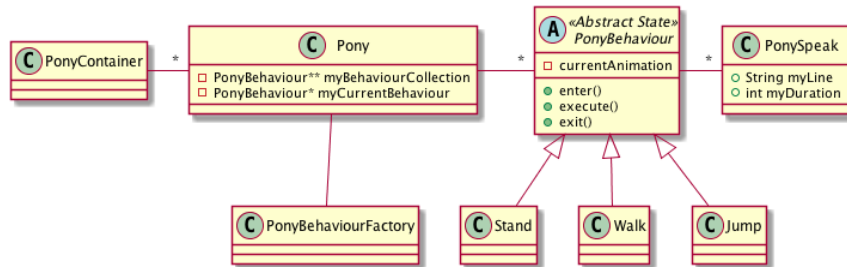 C PonyContainer
*
C Pony
PonyBehaviour** myBehaviourCollection
PonyBehaviour* myCurrentBehaviour
*
A «Abstract State»
PonyBehaviour
currentAnimation
enter()
execute()
exit()
*
C PonySpeak
String myLine
int myDuration
C PonyBehaviourFactory
C Stand
C Walk
C Jump